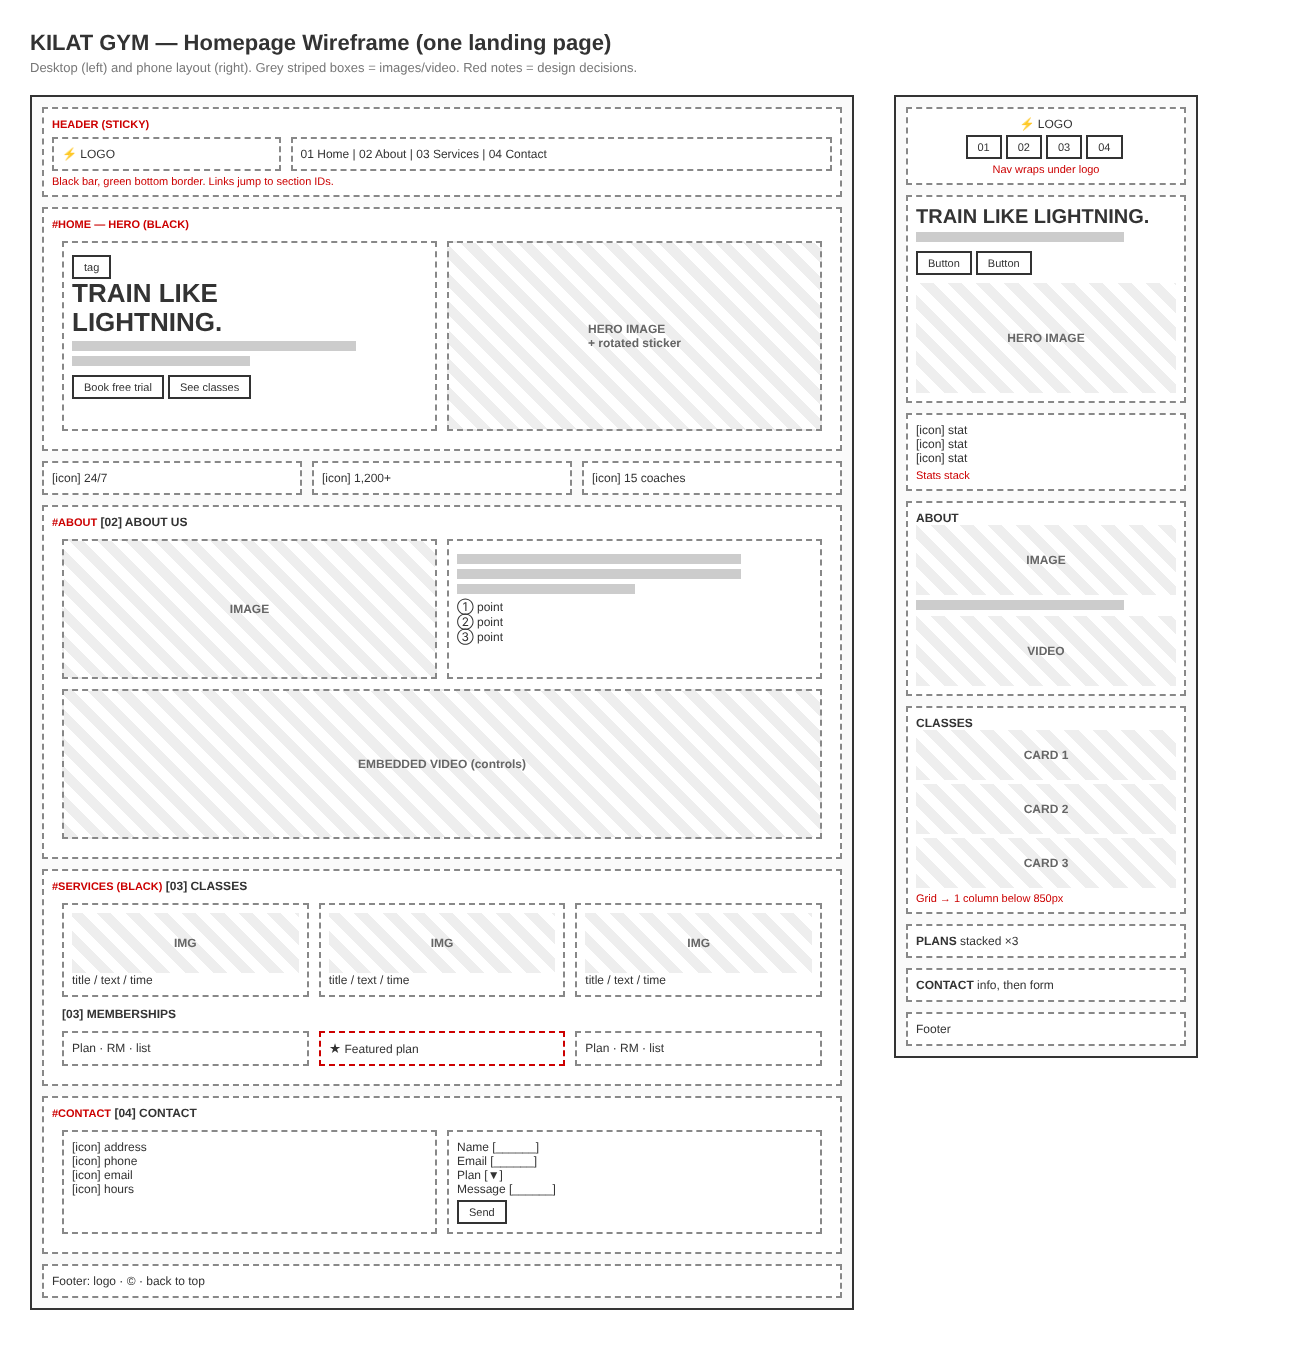 KILAT GYM — Homepage Wireframe (one landing page)
Desktop (left) and phone layout (right). Grey striped boxes = images/video. Red notes = design decisions.
HEADER (STICKY)
⚡ LOGO
01 Home | 02 About | 03 Services | 04 Contact
Black bar, green bottom border. Links jump to section IDs.
#HOME — HERO (BLACK)
tag
TRAIN LIKE
LIGHTNING.
Book free trial
See classes
HERO IMAGE
+ rotated sticker
[icon] 24/7
[icon] 1,200+
[icon] 15 coaches
#ABOUT [02] ABOUT US
IMAGE
① point
② point
③ point
EMBEDDED VIDEO (controls)
#SERVICES (BLACK) [03] CLASSES
IMG
title / text / time
IMG
title / text / time
IMG
title / text / time
[03] MEMBERSHIPS
Plan · RM · list
★ Featured plan
Plan · RM · list
#CONTACT [04] CONTACT
[icon] address
[icon] phone
[icon] email
[icon] hours
Name [______]
Email [______]
Plan [▼]
Message [______]
Send
Footer: logo · © · back to top
⚡ LOGO
01
02
03
04
Nav wraps under logo
TRAIN LIKE LIGHTNING.
Button
Button
HERO IMAGE
[icon] stat
[icon] stat
[icon] stat
Stats stack
ABOUT
IMAGE
VIDEO
CLASSES
CARD 1
CARD 2
CARD 3
Grid → 1 column below 850px
PLANS stacked ×3
CONTACT info, then form
Footer